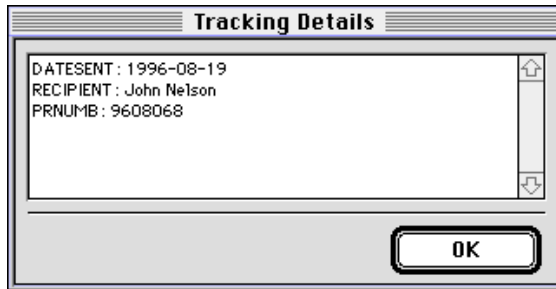 Tracking Details
DATESENT : 1996-08-19
RECIPIENT : John Nelson
PRNUMB : 9608068
OK